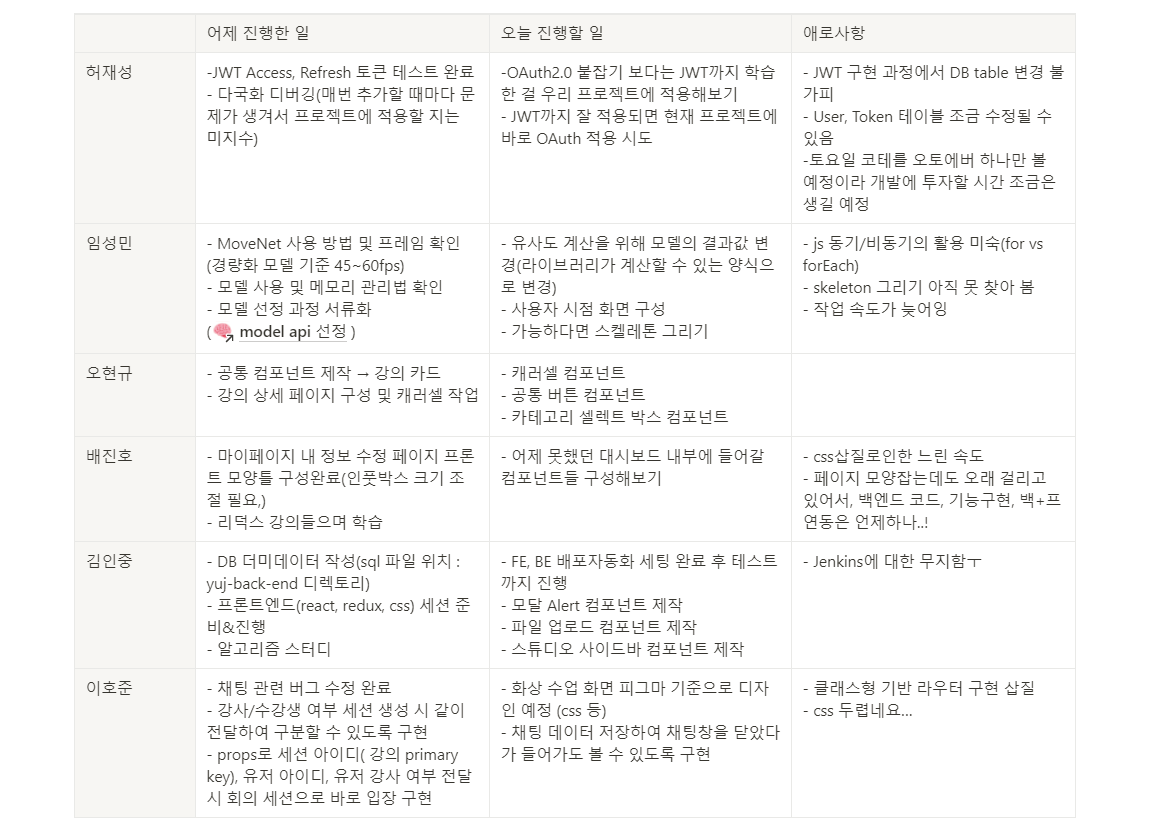 어제 진행한 일
오늘 진행할 일
애로사항
허재성
-JWT Access, Refresh 토큰 테스트 완료
- 다국화 디버깅(매번 추가할 때마다 문
제가 생겨서 프로젝트에 적용할 지는
미지수)
-OAuth2.0 붙잡기 보다는 JWT까지 학습
한 걸 우리 프로젝트에 적용해보기
- JWT까지 잘 적용되면 현재 프로젝트에
바로 OAuth 적용 시도
- JWT 구현 과정에서 DB table 변경 불
가피
- User, Token 테이블 조금 수정될 수
있음
-토요일 코테를 오토에버 하나만 볼
예정이라 개발에 투자할 시간 조금은
생길 예정
임성민
- MoveNet 사용 방법 및 프레임 확인
(경량화 모델 기준 45~60fps)
- 모델 사용 및 메모리 관리법 확인
- 모델 선정 과정 서류화
( model api 선정 )
- 유사도 계산을 위해 모델의 결과값 변
경(라이브러리가 계산할 수 있는 양식으
로 변경)
- 사용자 시점 화면 구성
- 가능하다면 스켈레톤 그리기
- js 동기/비동기의 활용 미숙(for vs
forEach)
- skeleton 그리기 아직 못 찾아 봄
- 작업 속도가 늦어잉
오현규
- 공통 컴포넌트 제작 → 강의 카드
- 강의 상세 페이지 구성 및 캐러셀 작업
- 캐러셀 컴포넌트
- 공통 버튼 컴포넌트
- 카테고리 셀렉트 박스 컴포넌트
배진호
- 마이페이지 내 정보 수정 페이지 프론
트 모양틀 구성완료(인풋박스 크기 조
절 필요,)
- 리덕스 강의들으며 학습
- 어제 못했던 대시보드 내부에 들어갈
컴포넌트들 구성해보기
- css삽질로인한 느린 속도
- 페이지 모양잡는데도 오래 걸리고
있어서, 백엔드 코드, 기능구현, 백+프
연동은 언제하나..!
김인중
- DB 더미데이터 작성(sql 파일 위치 :
yuj-back-end 디렉토리)
- 프론트엔드(react, redux, css) 세션 준
비&진행
- 알고리즘 스터디
- FE, BE 배포자동화 세팅 완료 후 테스트
까지 진행
- 모달 Alert 컴포넌트 제작
- 파일 업로드 컴포넌트 제작
- 스튜디오 사이드바 컴포넌트 제작
- Jenkins에 대한 무지함ㅜ
이호준
- 채팅 관련 버그 수정 완료
- 강사/수강생 여부 세션 생성 시 같이
전달하여 구분할 수 있도록 구현
- props로 세션 아이디( 강의 primary
key), 유저 아이디, 유저 강사 여부 전달
시 회의 세션으로 바로 입장 구현
- 화상 수업 화면 피그마 기준으로 디자
인 예정 (css 등)
- 채팅 데이터 저장하여 채팅창을 닫았다
가 들어가도 볼 수 있도록 구현
- 클래스형 기반 라우터 구현 삽질
- css 두렵네요...